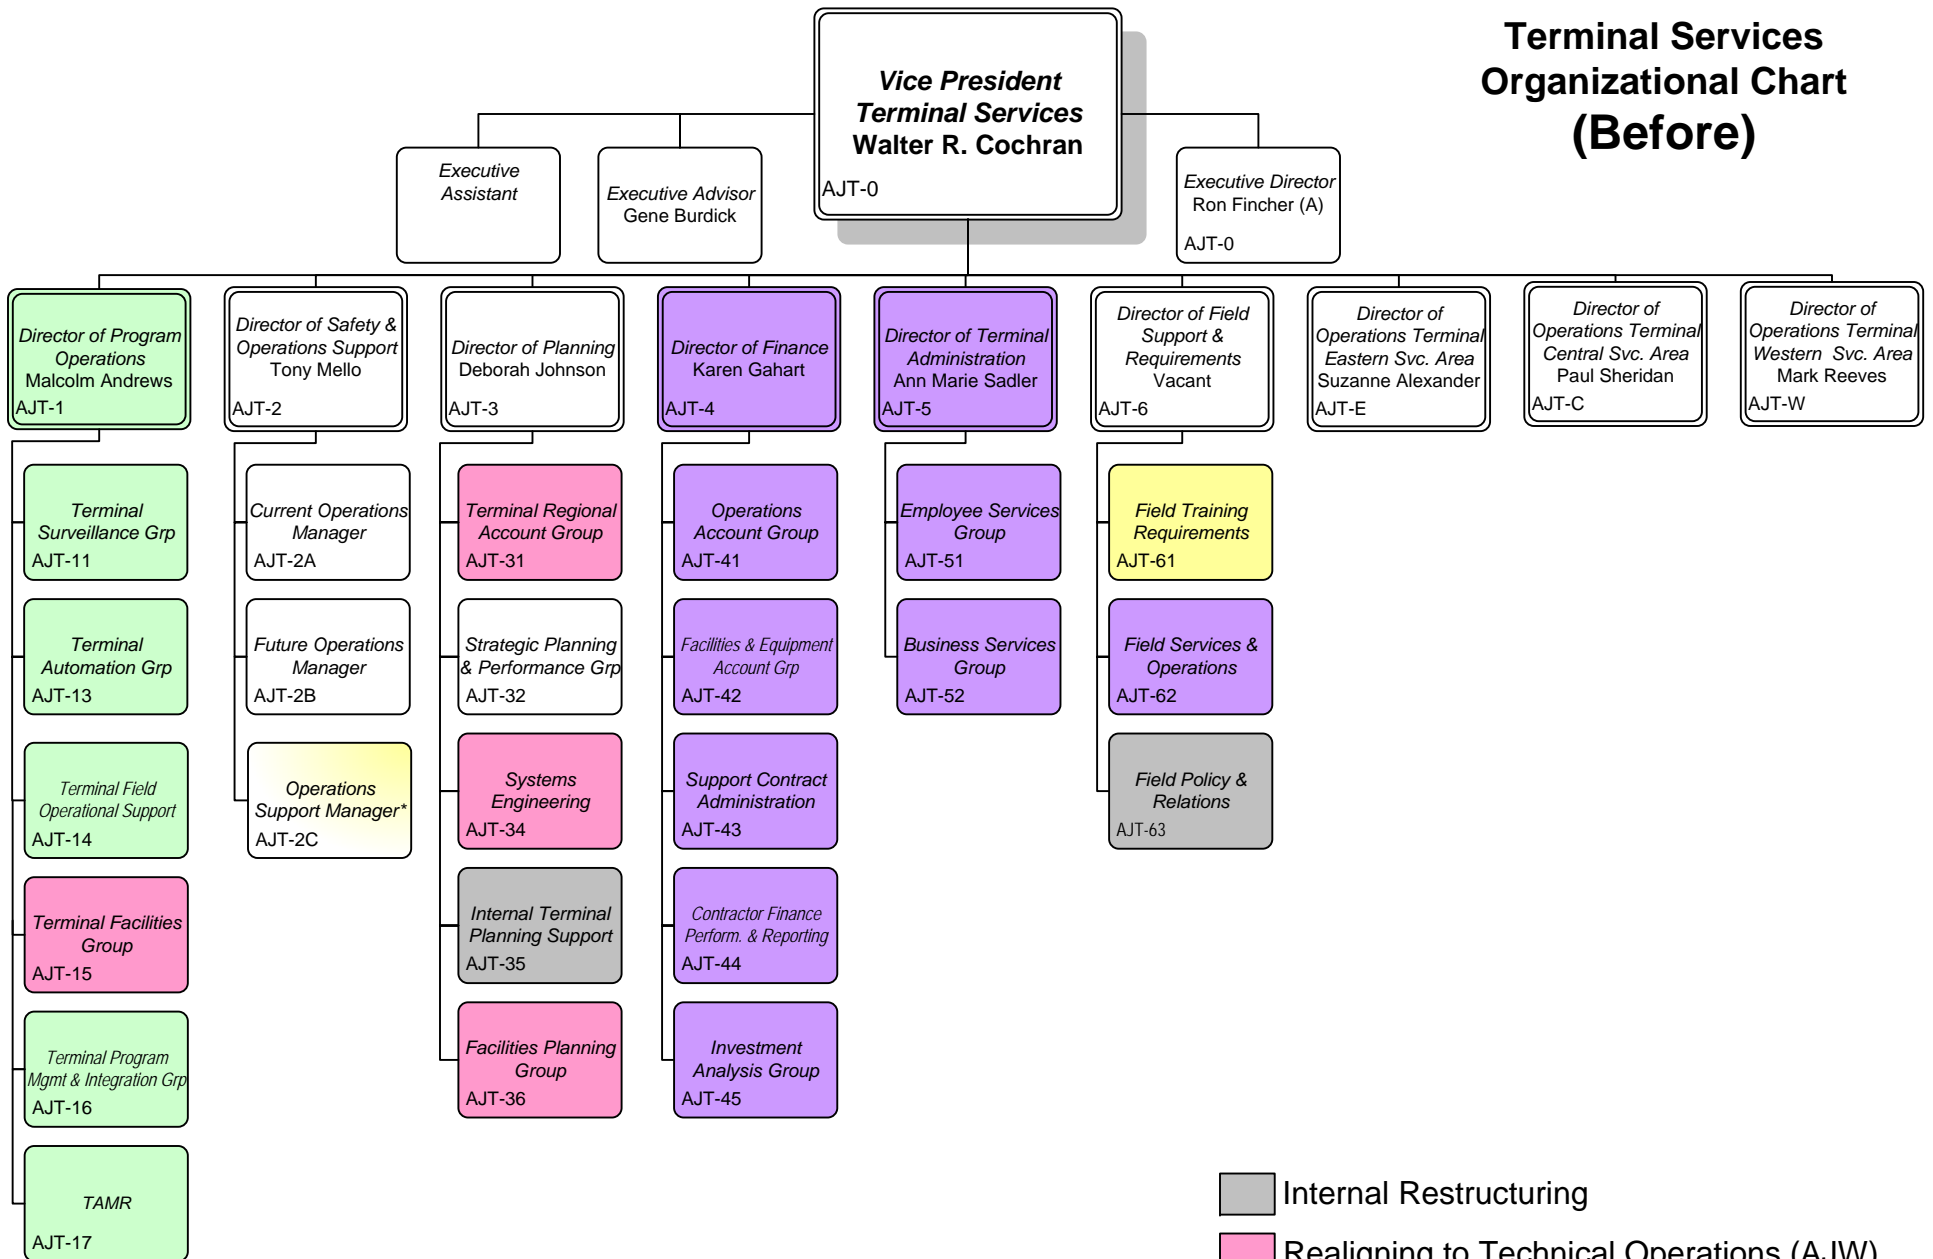 Terminal Services
Organizational Chart
(Before)
Vice President
Terminal Services
Walter R. Cochran
AJT-0
Executive
Assistant
Executive Advisor
Gene Burdick
Executive Director
Ron Fincher (A)
AJT-0
Director of Program
Operations
Malcolm Andrews
AJT-1
Director of Safety &
Operations Support
Tony Mello
AJT-2
Director of Planning
Deborah Johnson
AJT-3
Director of Finance
Karen Gahart
AJT-4
Director of Terminal
Administration
Ann Marie Sadler
AJT-5
Director of Field
Support &
Requirements
Vacant
AJT-6
Director of
Operations Terminal
Eastern Svc. Area
Suzanne Alexander
AJT-E
Director of
Operations Terminal
Central Svc. Area
Paul Sheridan
AJT-C
Director of
Operations Terminal
Western Svc. Area
Mark Reeves
AJT-W
Terminal
Surveillance Grp
AJT-11
Terminal
Automation Grp
AJT-13
Terminal Field
Operational Support
AJT-14
Terminal Facilities
Group
AJT-15
Terminal Program
Mgmt & Integration Grp
AJT-16
TAMR
AJT-17
Current Operations
Manager
AJT-2A
Future Operations
Manager
AJT-2B
Operations
Support Manager*
AJT-2C
Terminal Regional
Account Group
AJT-31
Strategic Planning
& Performance Grp
AJT-32
Systems
Engineering
AJT-34
Internal Terminal
Planning Support
AJT-35
Facilities Planning
Group
AJT-36
Operations
Account Group
AJT-41
Facilities & Equipment
Account Grp
AJT-42
Support Contract
Administration
AJT-43
Contractor Finance
Perform. & Reporting
AJT-44
Investment
Analysis Group
AJT-45
Employee Services
Group
AJT-51
Business Services
Group
AJT-52
Field Training
Requirements
AJT-61
Field Services &
Operations
AJT-62
Field Policy &
Relations
AJT-63
Internal Restructuring
Realigning to Technical Operations (AJW)